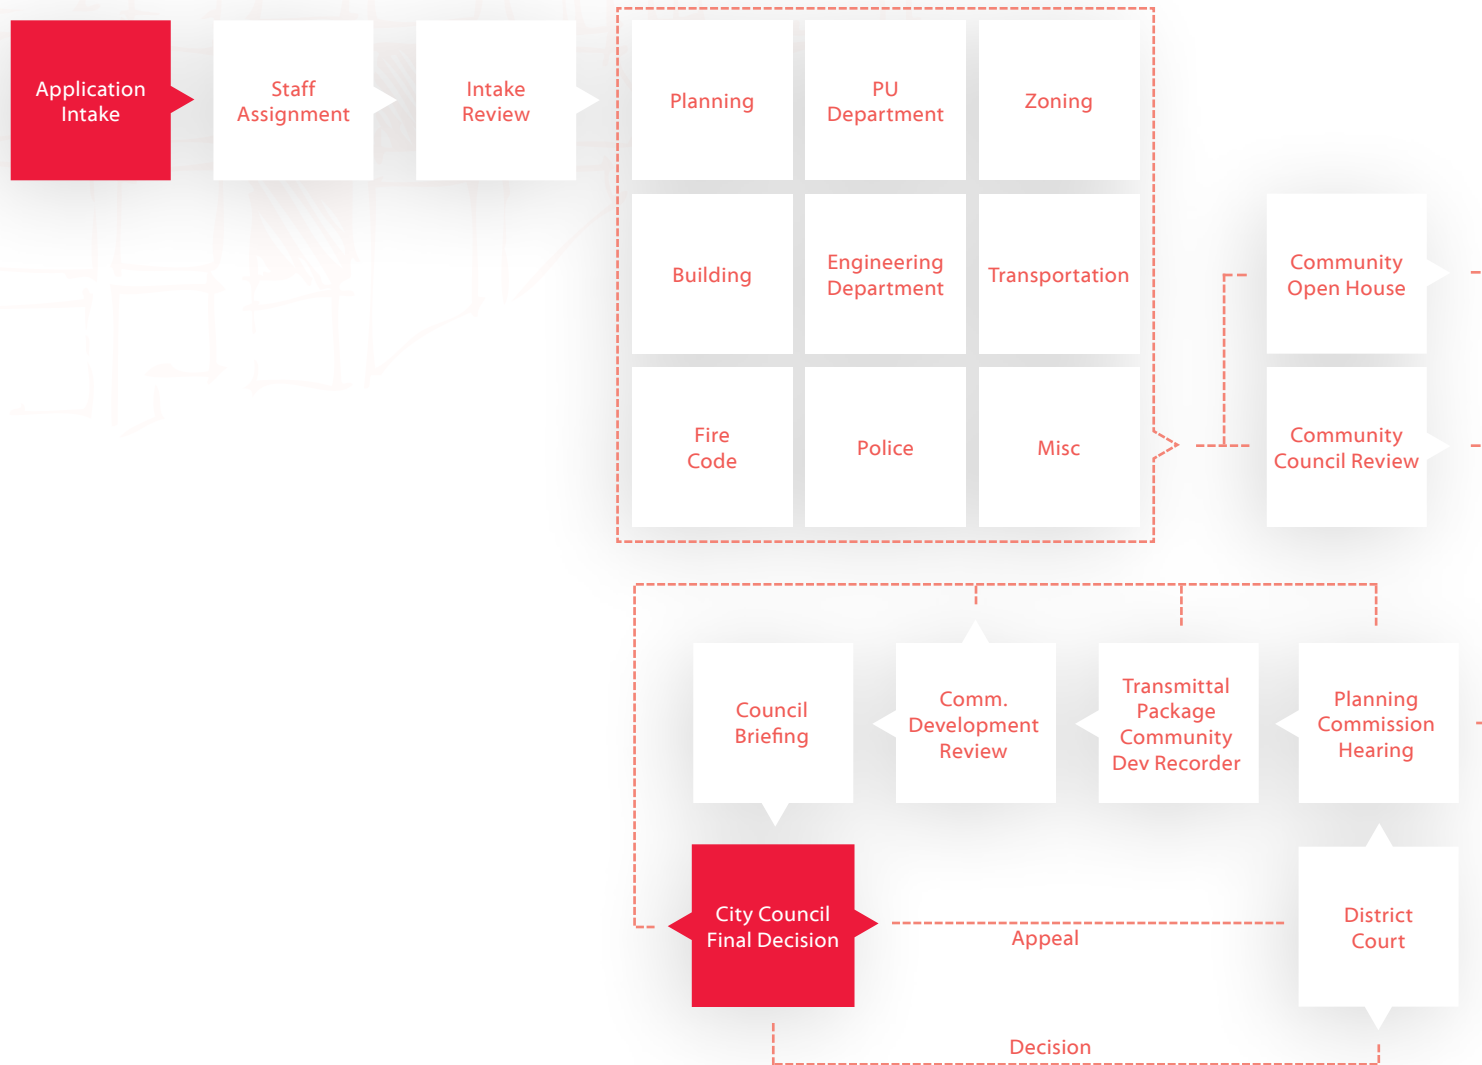 Application
Intake
Staff
Assignment
Intake
Review
Planning
PU
Department
Zoning
Building
Engineering
Department
Transportation
Fire
Code
Police
Misc
Community
Open House
Community
Council Review
Council
Briefing
Comm.
Development
Review
Transmittal
Package
Community
Dev Recorder
Planning
Commission
Hearing
City Council
Final Decision
Appeal
District
Court
Decision